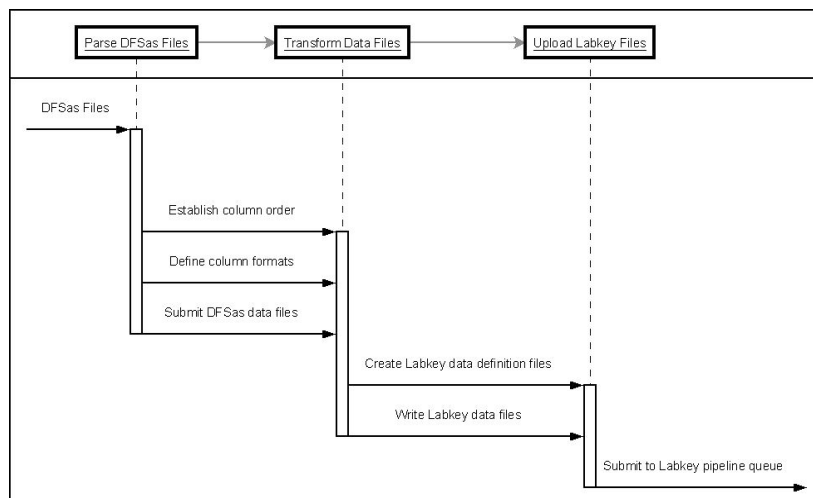 Parse DFSas Files
Transform Data Files
Upload Labkey Files
DFSas Files
Establish column order
Define column formats
Submit DFSas data files
Create Labkey data definition files
Write Labkey data files
Submit to Labkey pipeline queue